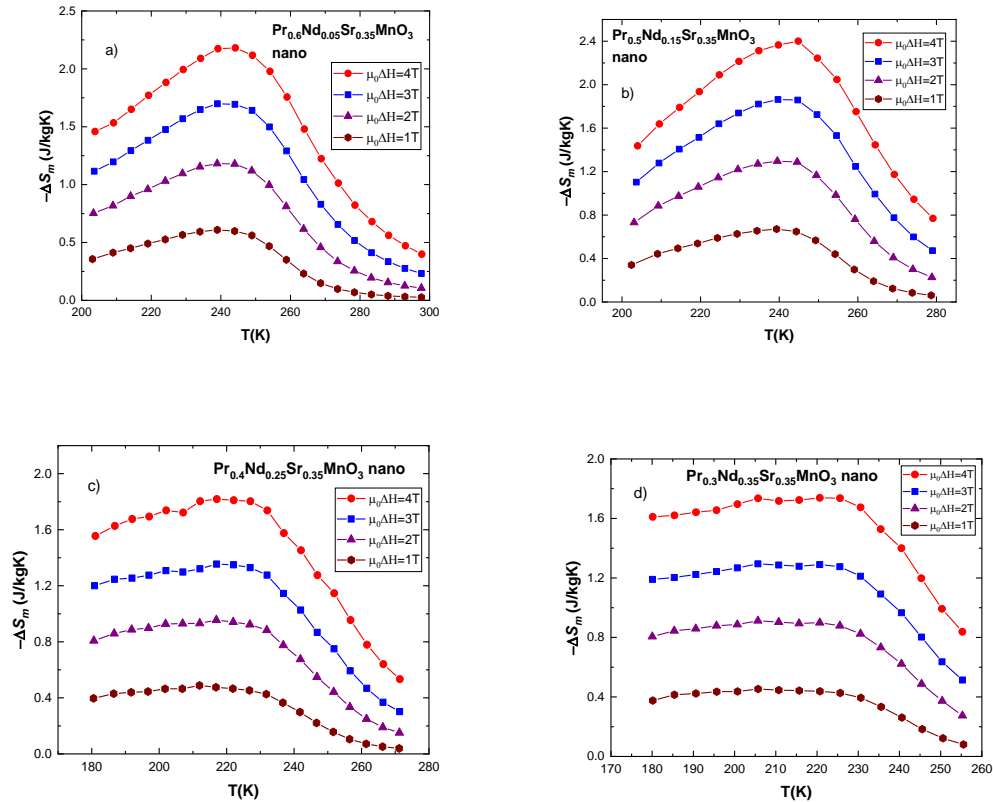 a)
Pr0.6Nd0.05Sr0.35MnO3
nano
μ0ΔH=4T
μ0ΔH=3T
μ0ΔH=2T
μ0ΔH=1T
−ΔSm (J/kgK)
2.5
2.0
1.5
1.0
0.5
0.0
200 220 240 260 280 300
T(K)
Pr0.5Nd0.15Sr0.35MnO3
nano
b)
μ0ΔH=4T
μ0ΔH=3T
μ0ΔH=2T
μ0ΔH=1T
−ΔSm (J/kgK)
2.4
2.0
1.6
1.2
0.8
0.4
0.0
200 220 240 260 280
T(K)
c)
Pr0.4Nd0.25Sr0.35MnO3 nano
μ0ΔH=4T
μ0ΔH=3T
μ0ΔH=2T
μ0ΔH=1T
−ΔSm (J/kgK)
2.0
1.6
1.2
0.8
0.4
0.0
180 200 220 240 260 280
T(K)
d)
Pr0.3Nd0.35Sr0.35MnO3 nano
μ0ΔH=4T
μ0ΔH=3T
μ0ΔH=2T
μ0ΔH=1T
−ΔSm (J/kgK)
2.0
1.6
1.2
0.8
0.4
0.0
170 180 190 200 210 220 230 240 250 260 270
T(K)